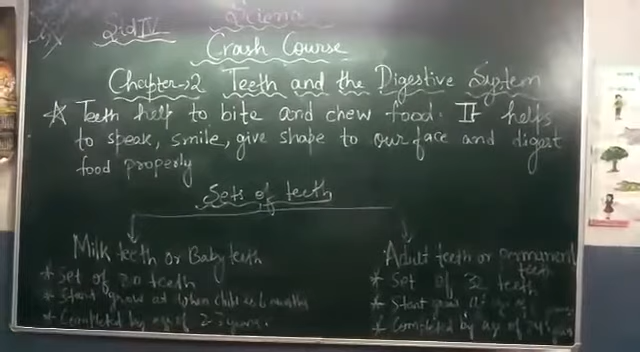 Std IV
Science
Crash Course
Chapter→2 Teeth and the Digestive System
☆ Teeth help to bite and chew food. It helps
to speak, smile, give shape to our face and digest
food properly
Sets of teeth
Milk teeth or Baby teeth
* Set of 20 teeth
* Start grow at when child is 6 months
* Completed by age of 2-3 years.
Adult teeth or permanent
teeth
* Set of 32 teeth
* Start
* Completed by age of years